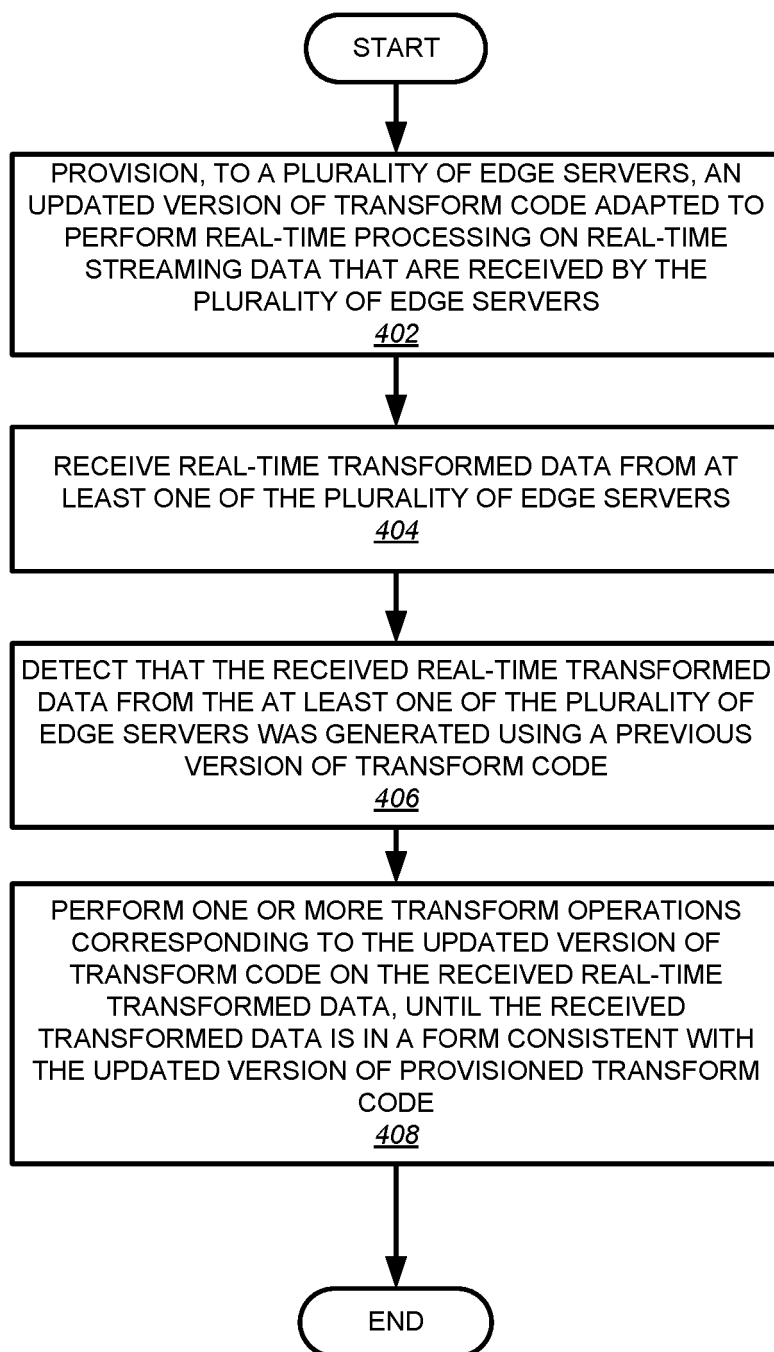 START
PROVISION, TO A PLURALITY OF EDGE SERVERS, AN
UPDATED VERSION OF TRANSFORM CODE ADAPTED TO
PERFORM REAL-TIME PROCESSING ON REAL-TIME
STREAMING DATA THAT ARE RECEIVED BY THE
PLURALITY OF EDGE SERVERS
402
RECEIVE REAL-TIME TRANSFORMED DATA FROM AT
LEAST ONE OF THE PLURALITY OF EDGE SERVERS
404
DETECT THAT THE RECEIVED REAL-TIME TRANSFORMED
DATA FROM THE AT LEAST ONE OF THE PLURALITY OF
EDGE SERVERS WAS GENERATED USING A PREVIOUS
VERSION OF TRANSFORM CODE
406
PERFORM ONE OR MORE TRANSFORM OPERATIONS
CORRESPONDING TO THE UPDATED VERSION OF
TRANSFORM CODE ON THE RECEIVED REAL-TIME
TRANSFORMED DATA, UNTIL THE RECEIVED
TRANSFORMED DATA IS IN A FORM CONSISTENT WITH
THE UPDATED VERSION OF PROVISIONED TRANSFORM
CODE
408
END